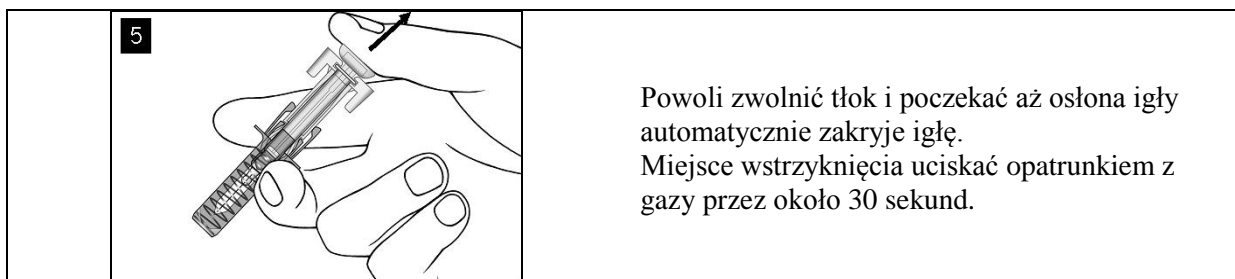 5
Powoli zwolnić tłok i poczekać aż osłona igły
automatycznie zakryje igłę.
Miejsce wstrzyknięcia uciskać opatrunkiem z
gazy przez około 30 sekund.